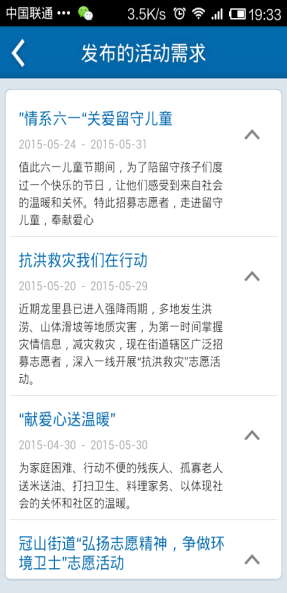 中国联通 ••• 3.5K/s 19:33
发布的活动需求
"情系六一"关爱留守儿童
2015-05-24 - 2015-05-31
值此六一儿童节期间，为了陪留守孩子们度
过一个快乐的节日，让他们感受到来自社会
的温暖和关怀。特此招募志愿者，走进留守
儿童，奉献爱心
抗洪救灾我们在行动
2015-05-20 - 2015-05-29
近期龙里县已进入强降雨期，多地发生洪
涝、山体滑坡等地质灾害，为第一时间掌握
灾情信息，减灾救灾，现在街道辖区广泛招
募志愿者，深入一线开展“抗洪救灾”志愿活
动。
“献爱心送温暖”
2015-04-30 - 2015-05-30
为家庭困难、行动不便的残疾人、孤寡老人
送米送油、打扫卫生、料理家务、以体现社
会的关怀和社区的温暖。
冠山街道“弘扬志愿精神，争做环
境卫士”志愿活动